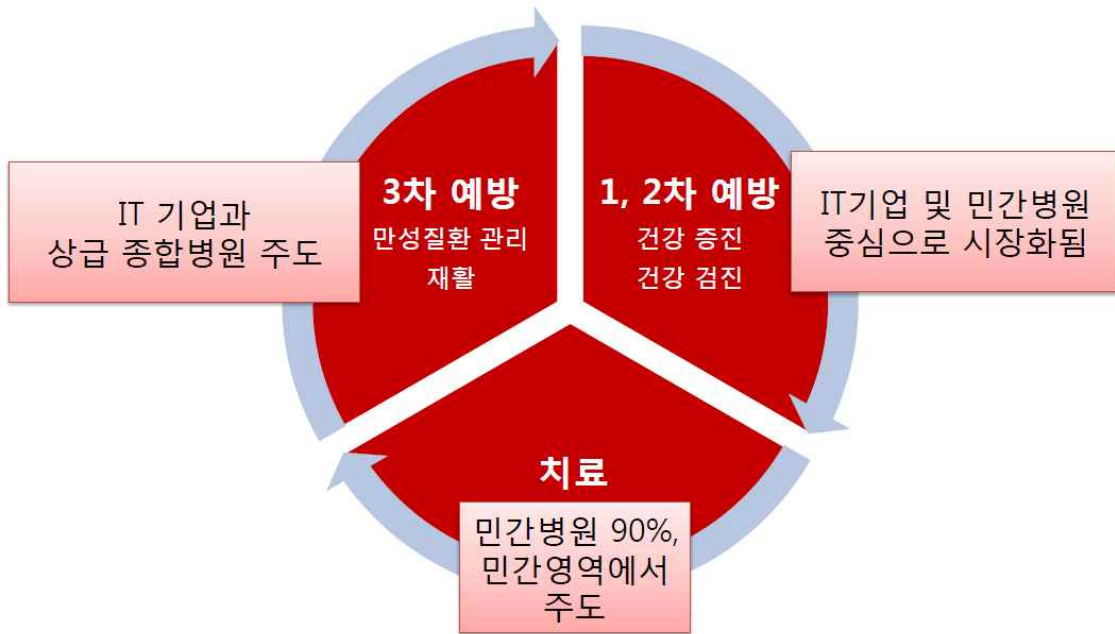 3차 예방
만성질환 관리
재활
1, 2차 예방
건강 증진
건강 검진
IT 기업과
상급 종합병원 주도
IT기업 및 민간병원
중심으로 시장화됨
치료
민간병원 90%,
민간영역에서
주도